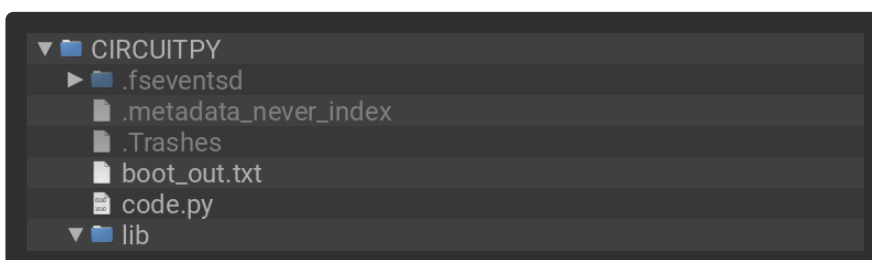 CIRCUITPY
.fseventsd
.metadata_never_index
.Trashes
boot_out.txt
code.py
lib